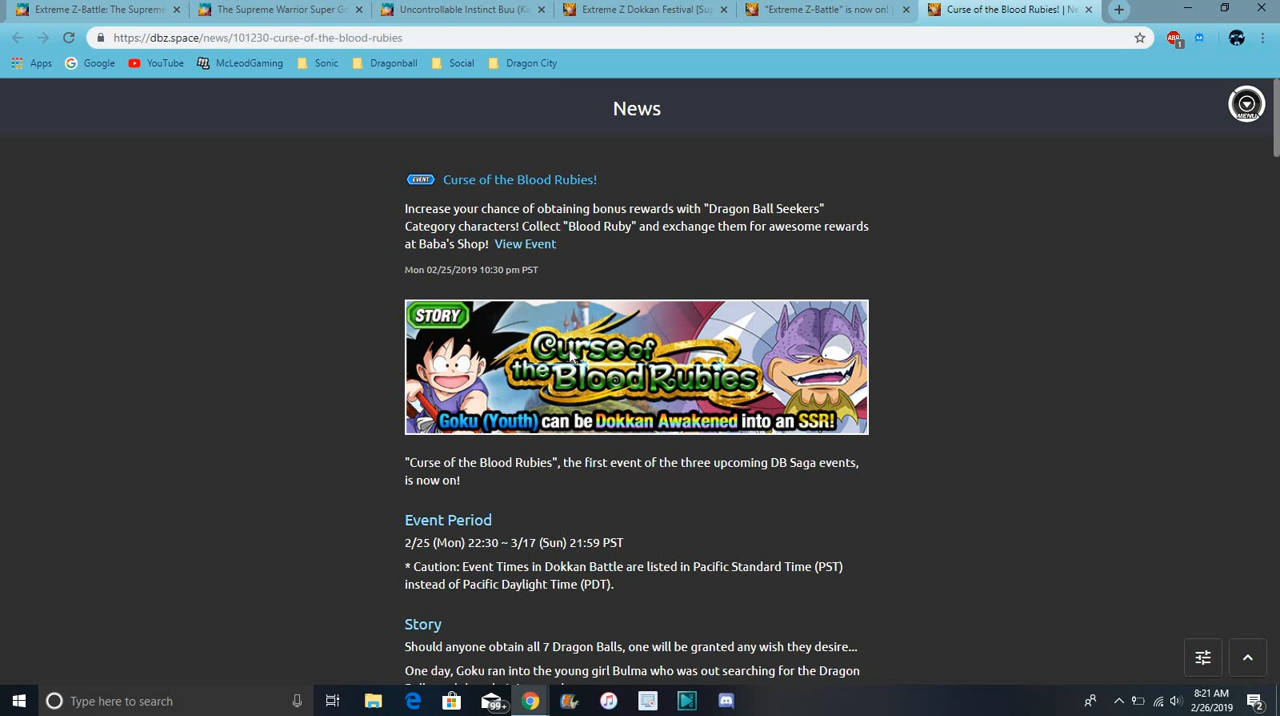 Extreme Z-Battle: The Supreme
The Supreme Warrior Super Go
Uncontrollable Instinct Buu (Ki
Extreme Z Dokkan Festival [Su
"Extreme Z-Battle" is now on! |
Curse of the Blood Rubies! | Ne
https://dbz.space/news/101230-curse-of-the-blood-rubies
ABP
1
Apps
Google
YouTube
McLeodGaming
Sonic
Dragonball
Social
Dragon City
News
MENU
EVENT Curse of the Blood Rubies!
Increase your chance of obtaining bonus rewards with "Dragon Ball Seekers"
Category characters! Collect "Blood Ruby" and exchange them for awesome rewards
at Baba's Shop! View Event
Mon 02/25/2019 10:30 pm PST
STORY
Curse of
the Blood Rubies
Goku (Youth) can be Dokkan Awakened into an SSR!
"Curse of the Blood Rubies", the first event of the three upcoming DB Saga events,
is now on!
Event Period
2/25 (Mon) 22:30 ~ 3/17 (Sun) 21:59 PST
* Caution: Event Times in Dokkan Battle are listed in Pacific Standard Time (PST)
instead of Pacific Daylight Time (PDT).
Story
Should anyone obtain all 7 Dragon Balls, one will be granted any wish they desire...
One day, Goku ran into the young girl Bulma who was out searching for the Dragon
Type here to search
99+
8:21 AM
2/26/2019
2